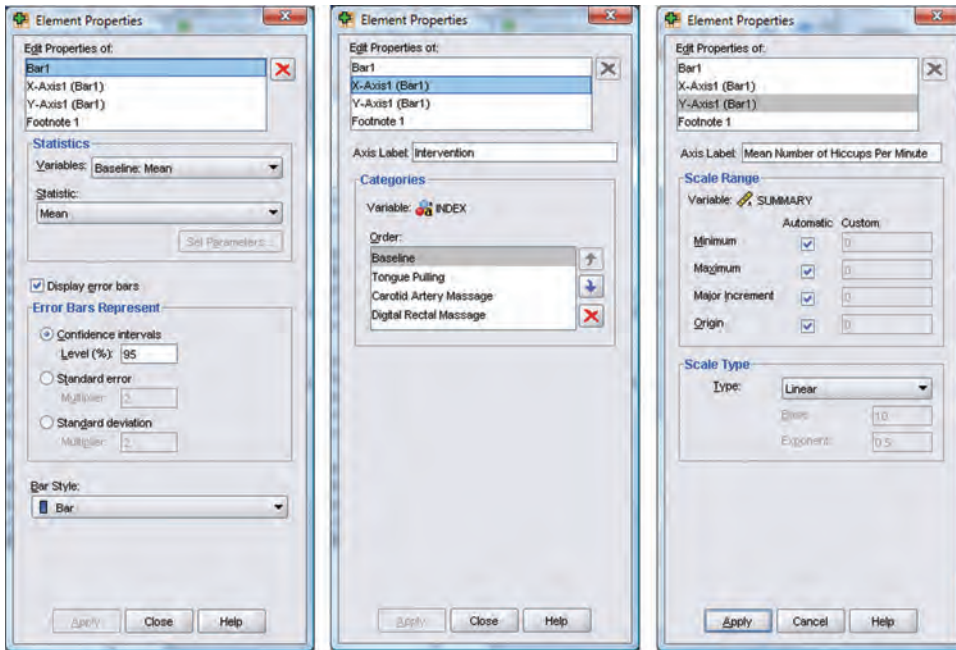 Element Properties
Edit Properties of:
Bar1
X-Axis1 (Bar1)
Y-Axis1 (Bar1)
Footnote 1
Statistics
Variables: Baseline: Mean
Statistic:
Mean
Set Parameters...
Display error bars
Error Bars Represent
Confidence intervals
Level (%): 95
Standard error
Multiplier: 2
Standard deviation
Multiplier: 2
Bar Style:
Bar
Apply Close Help
Element Properties
Edit Properties of:
Bar1
X-Axis1 (Bar1)
Y-Axis1 (Bar1)
Footnote 1
Axis Label: Intervention
Categories
Variable: INDEX
Order:
Baseline
Tongue Pulling
Carotid Artery Massage
Digital Rectal Massage
Apply Close Help
Element Properties
Edit Properties of:
Bar1
X-Axis1 (Bar1)
Y-Axis1 (Bar1)
Footnote 1
Axis Label: Mean Number of Hiccups Per Minute
Scale Range
Variable: SUMMARY
Automatic Custom
Minimum 0
Maximum 0
Major Increment 0
Origin 0
Scale Type
Type: Linear
Base: 10
Exponent: 0.5
Apply Cancel Help